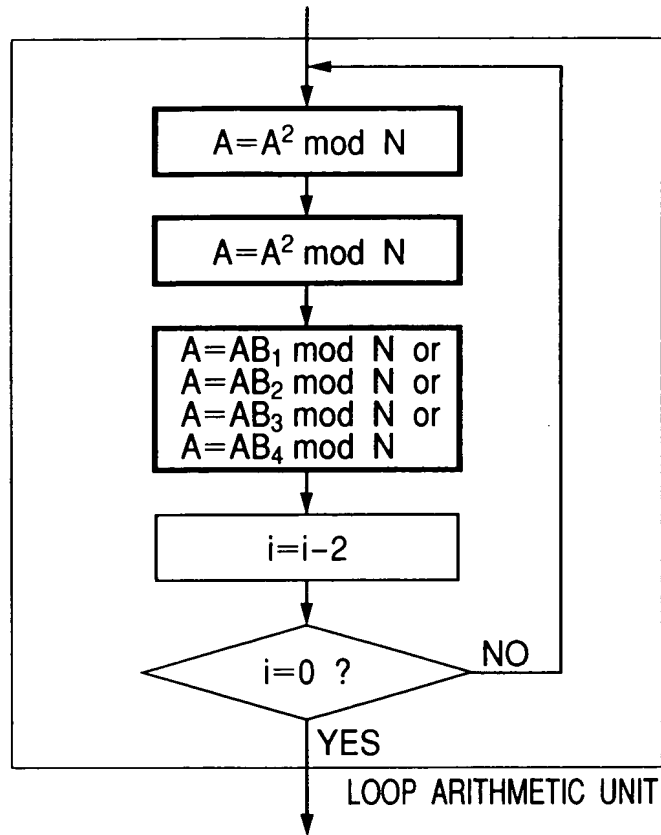 A=A² mod N
A=A² mod N
A=AB₁ mod N or
A=AB₂ mod N or
A=AB₃ mod N or
A=AB₄ mod N
i=i-2
i=0 ?
NO
YES
LOOP ARITHMETIC UNIT